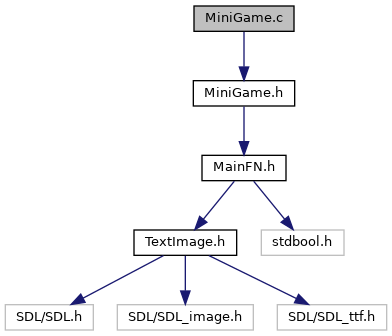 MiniGame.c
MiniGame.h
MainFN.h
TextImage.h
stdbool.h
SDL/SDL.h
SDL/SDL_image.h
SDL/SDL_ttf.h